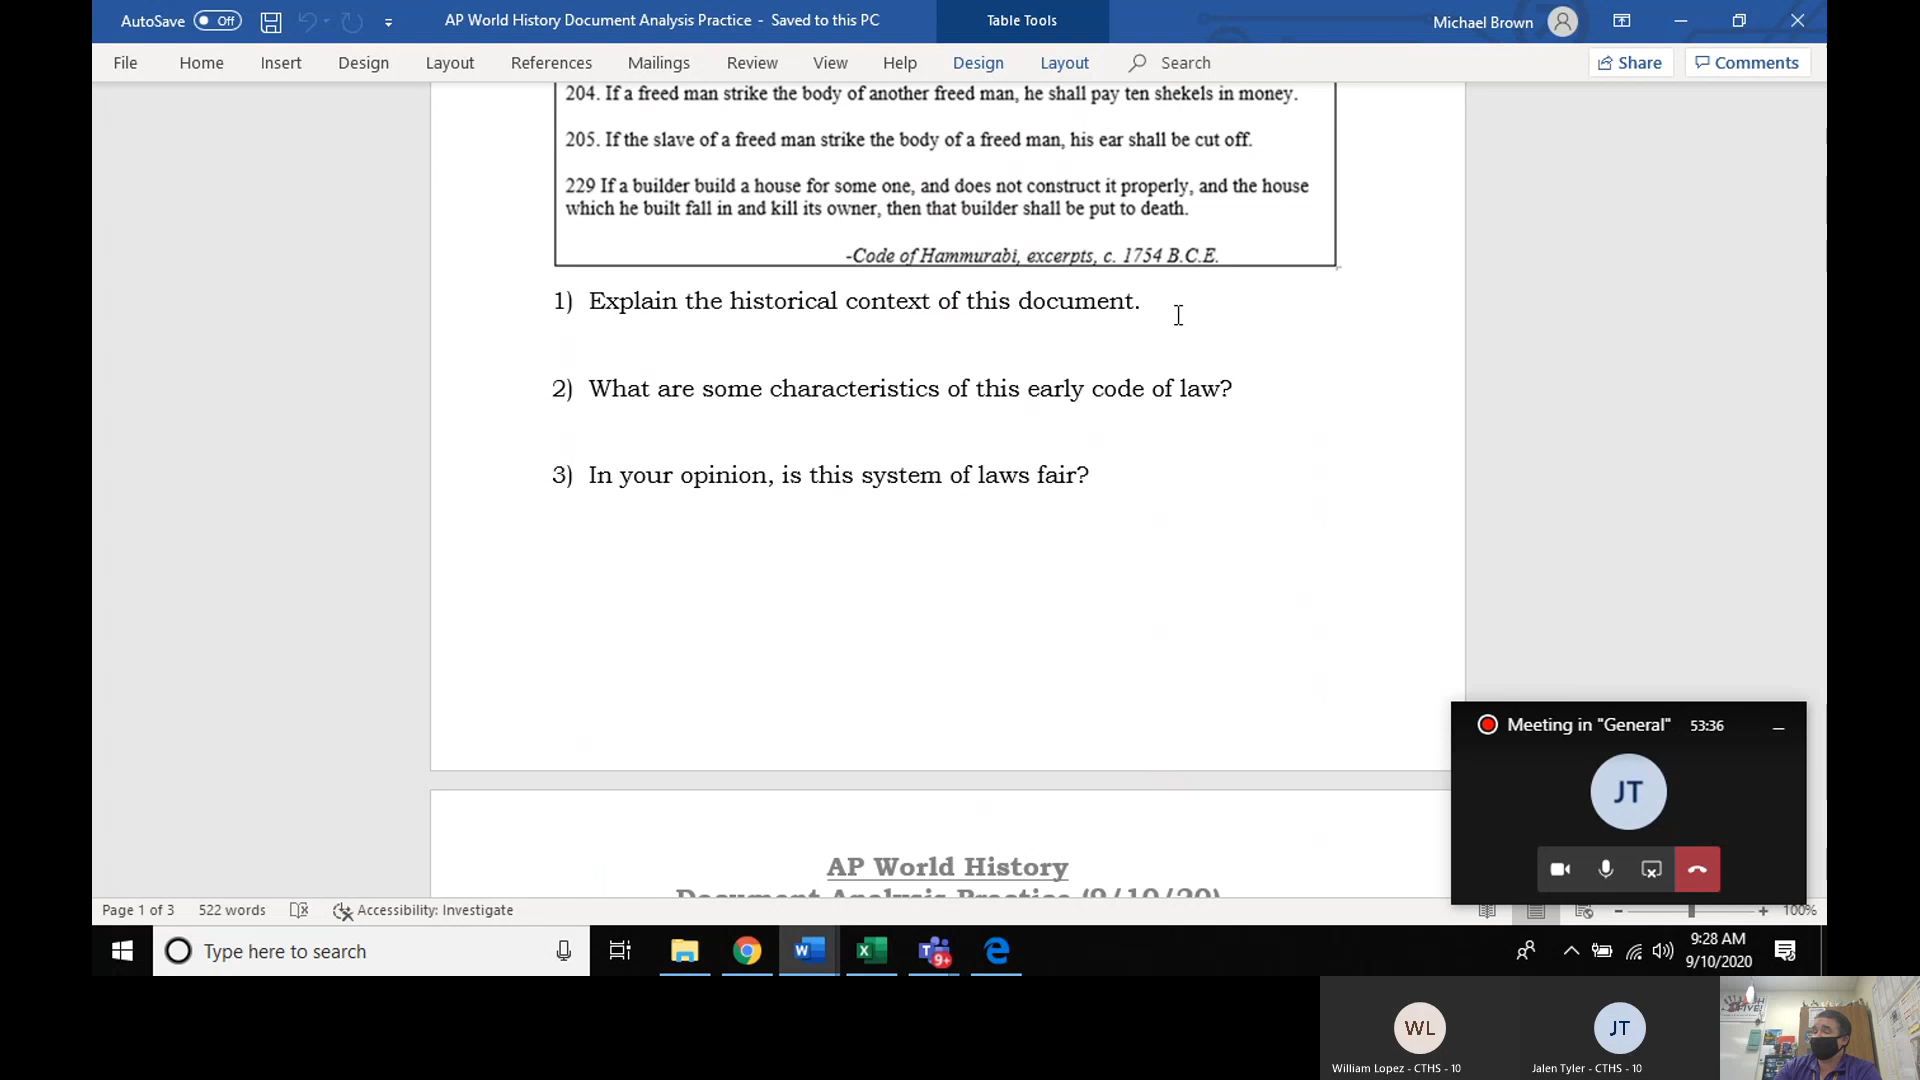 AutoSave Off AP World History Document Analysis Practice - Saved to this PC Table Tools Michael Brown
File Home Insert Design Layout References Mailings Review View Help Design Layout Search Share Comments
204. If a freed man strike the body of another freed man, he shall pay ten shekels in money.
205. If the slave of a freed man strike the body of a freed man, his ear shall be cut off.
229 If a builder build a house for some one, and does not construct it properly, and the house
which he built fall in and kill its owner, then that builder shall be put to death.
-Code of Hammurabi, excerpts, c. 1754 B.C.E.
1) Explain the historical context of this document.
2) What are some characteristics of this early code of law?
3) In your opinion, is this system of laws fair?
Meeting in "General" 53:36
JT
AP World History
Document Analysis Practice (9/10/20)
Page 1 of 3 522 words Accessibility: Investigate 100%
Type here to search 9+ 9:28 AM
9/10/2020
WL JT
William Lopez - CTHS - 10 Jalen Tyler - CTHS - 10